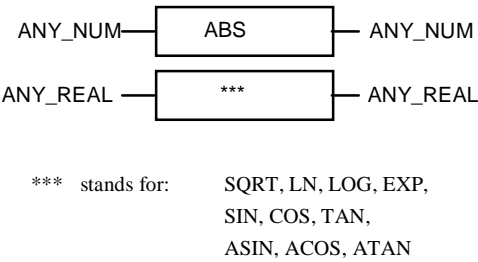 ANY_NUM ABS ANY_NUM
ANY_REAL *** ANY_REAL
*** stands for: SQRT, LN, LOG, EXP,
SIN, COS, TAN,
ASIN, ACOS, ATAN